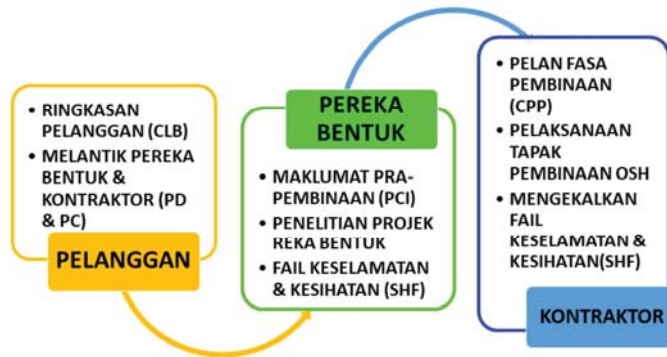 • RINGKASAN
PELANGGAN (CLB)
• MELANTIK PEREKA
BENTUK &
KONTRAKTOR (PD
& PC)
PELANGGAN
PEREKA
BENTUK
• MAKLUMAT PRA-
PEMBINAAN (PCI)
• PENELITIAN PROJEK
REKA BENTUK
• FAIL KESELAMATAN
& KESIHATAN (SHF)
• PELAN FASA
PEMBINAAN
(CPP)
• PELAKSANAAN
TAPAK
PEMBINAAN OSH
• MENGEKALKAN
FAIL
KESELAMATAN &
KESIHATAN(SHF)
KONTRAKTOR